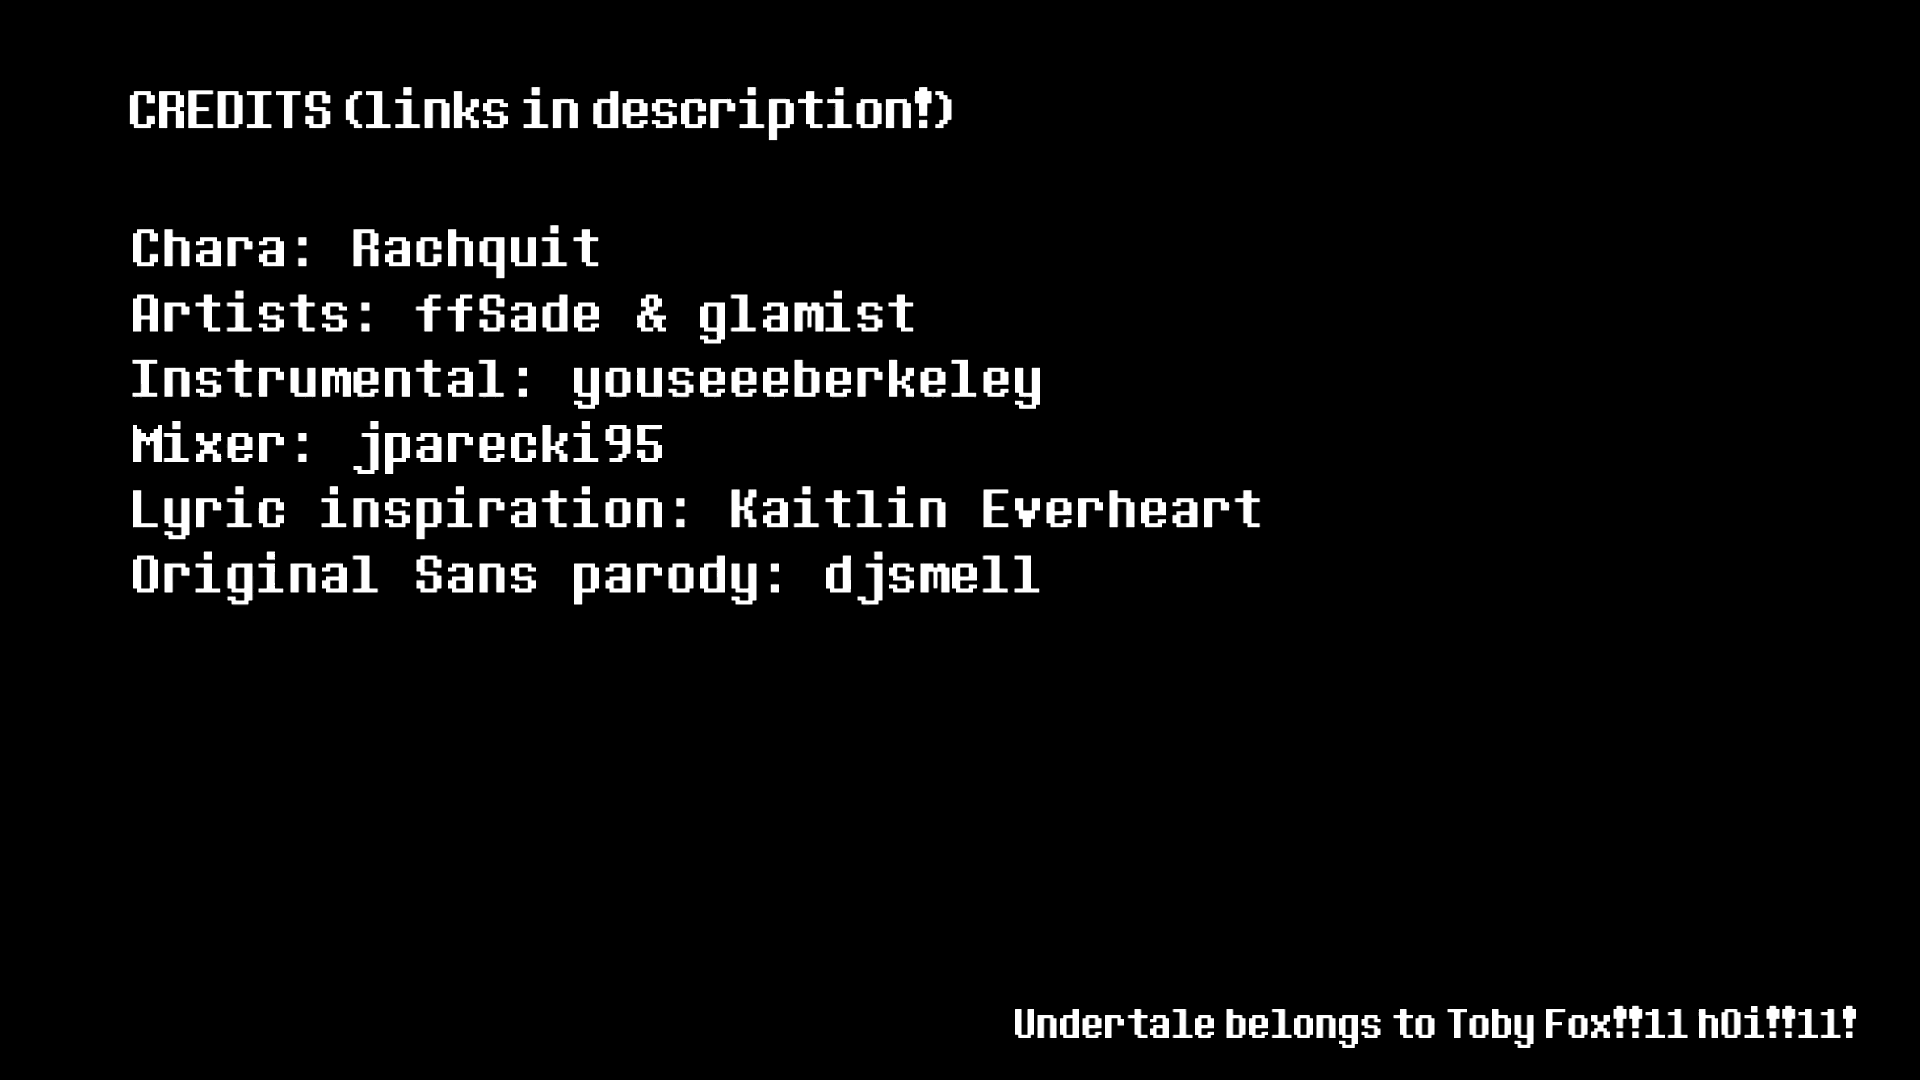 CREDITS (links in description!)
Chara: Rachquit
Artists: ffSade & glamist
Instrumental: youseeeberkeley
Mixer: jparecki95
Lyric inspiration: Kaitlin Everheart
Original Sans parody: djsmell
Undertale belongs to Toby Fox!!11 hOi!!11!